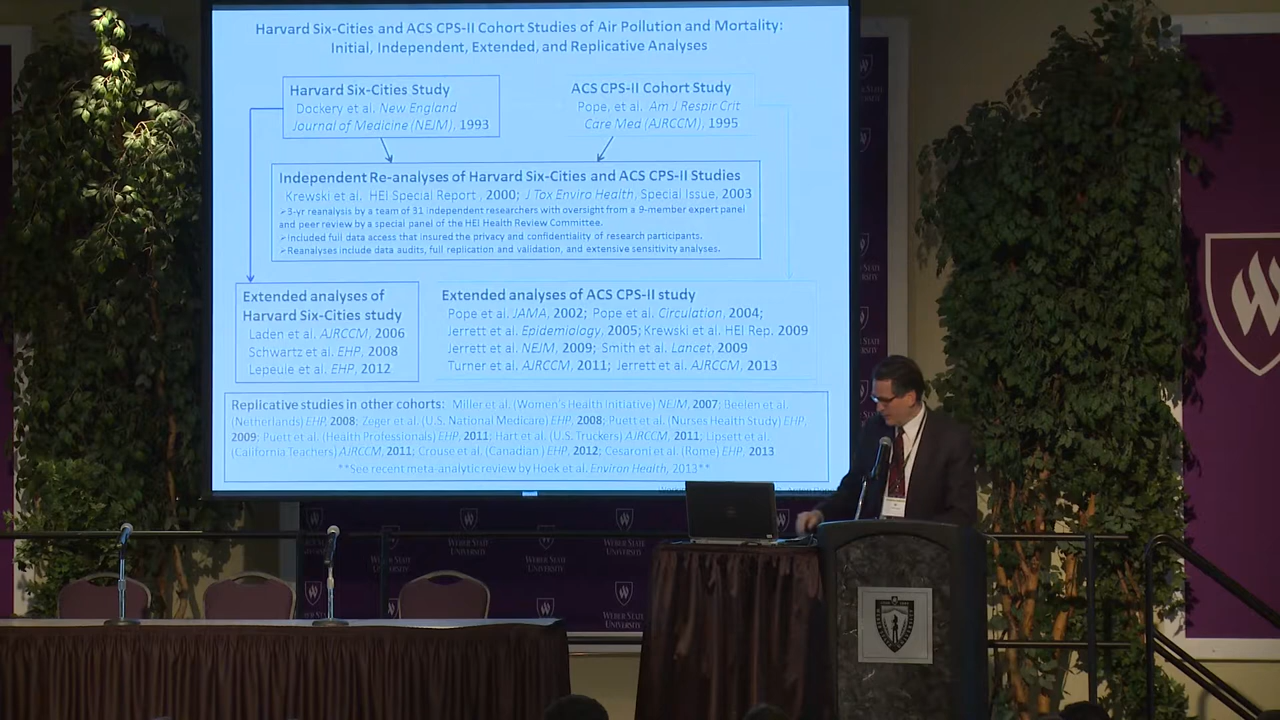 Harvard Six-Cities and ACS CPS-II Cohort Studies of Air Pollution and Mortality:
Initial, Independent, Extended, and Replicative Analyses
Harvard Six-Cities Study
Dockery et al. New England
Journal of Medicine (NEJM), 1993
ACS CPS-II Cohort Study
Pope, et al. Am J Respir Crit
Care Med (AJRCCM), 1995
Independent Re-analyses of Harvard Six-Cities and ACS CPS-II Studies
Krewski et al. HEI Special Report , 2000; J Tox Enviro Health, Special Issue, 2003
➢3-yr reanalysis by a team of 31 independent researchers with oversight from a 9-member expert panel
and peer review by a special panel of the HEI Health Review Committee.
➢Included full data access that insured the privacy and confidentiality of research participants.
➢Reanalyses include data audits, full replication and validation, and extensive sensitivity analyses.
Extended analyses of
Harvard Six-Cities study
Laden et al. AJRCCM, 2006
Schwartz et al. EHP, 2008
Lepeule et al. EHP, 2012
Extended analyses of ACS CPS-II study
Pope et al. JAMA, 2002; Pope et al. Circulation, 2004;
Jerrett et al. Epidemiology, 2005; Krewski et al. HEI Rep. 2009
Jerrett et al. NEJM, 2009; Smith et al. Lancet, 2009
Turner et al. AJRCCM, 2011; Jerrett et al. AJRCCM, 2013
Replicative studies in other cohorts: Miller et al. (Women's Health Initiative) NEJM, 2007; Beelen et al.
(Netherlands) EHP, 2008; Zeger et al. (U.S. National Medicare) EHP, 2008; Puett et al. (Nurses Health Study) EHP,
2009; Puett et al. (Health Professionals) EHP, 2011; Hart et al. (U.S. Truckers) AJRCCM, 2011; Lipsett et al.
(California Teachers) AJRCCM, 2011; Crouse et al. (Canadian) EHP, 2012; Cesaroni et al. (Rome) EHP, 2013
**See recent meta-analytic review by Hoek et al. Environ Health, 2013**
WEBER STATE
UNIVERSITY
WEBER STATE
UNIVERSITY